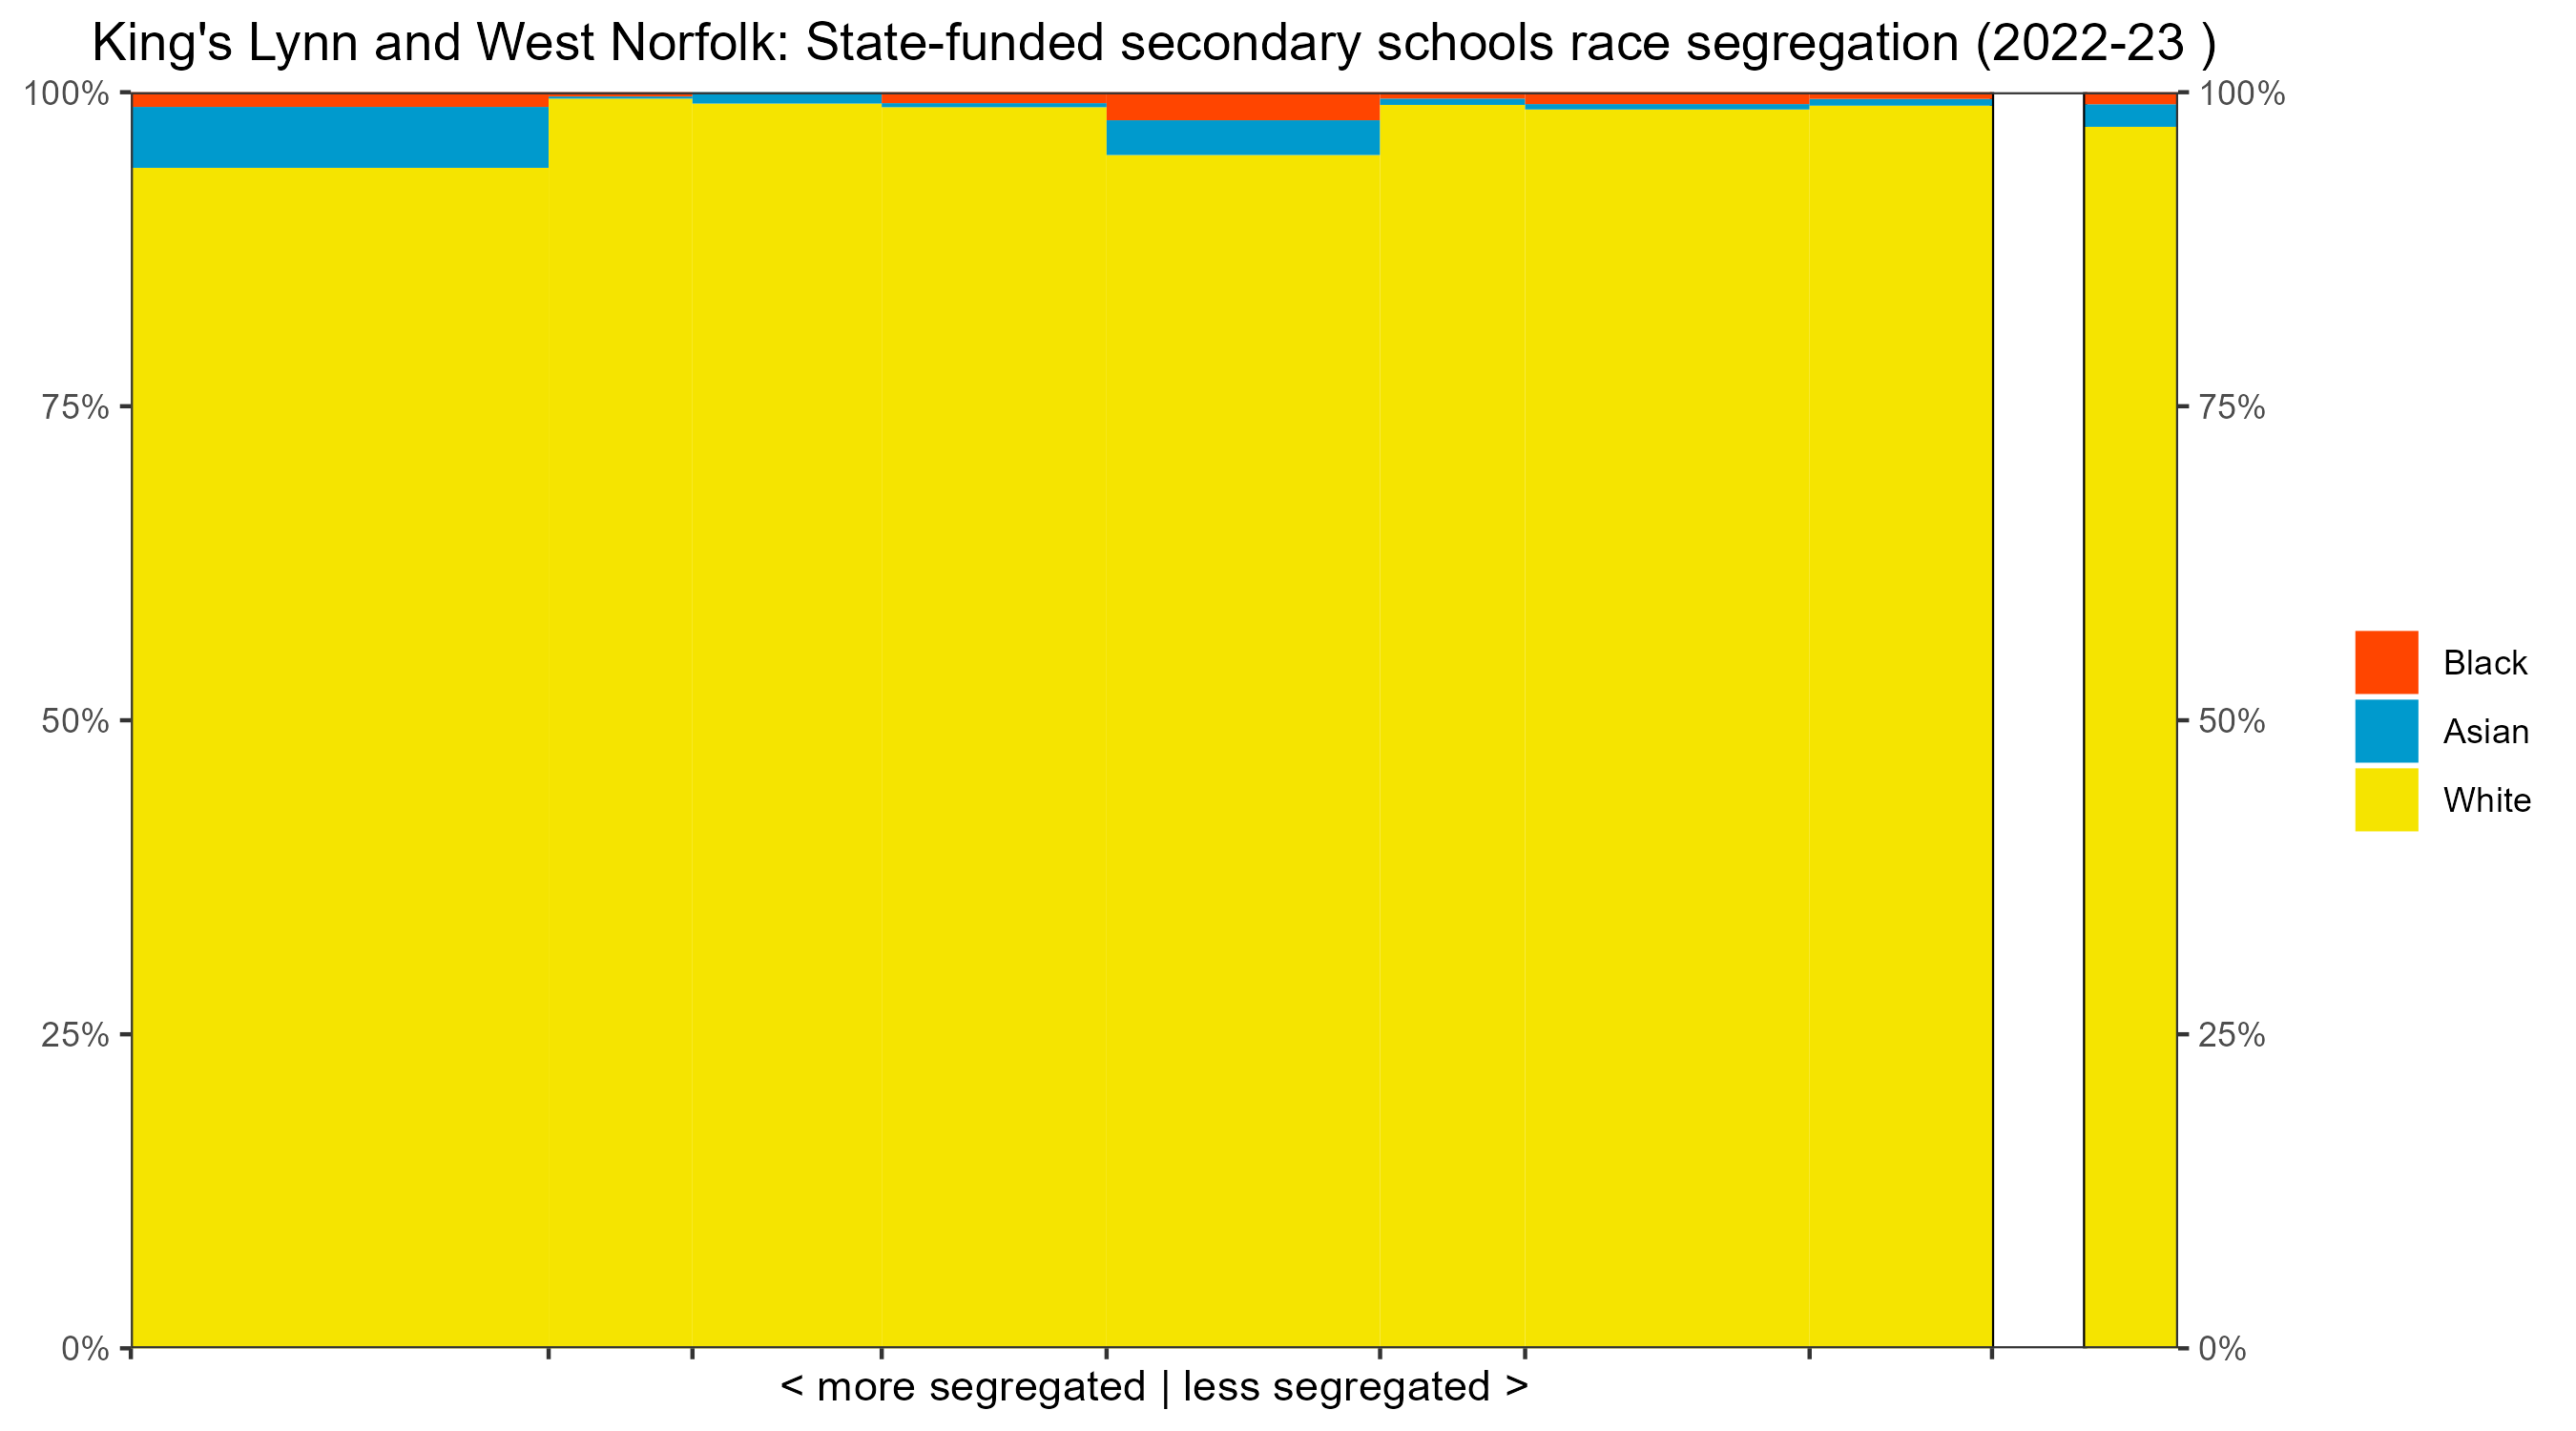 King's Lynn and West Norfolk: State-funded secondary schools race segregation (2022-23 )
100%
75%
50%
25%
0%
100%
75%
50%
25%
0%
Black
Asian
White
< more segregated | less segregated >